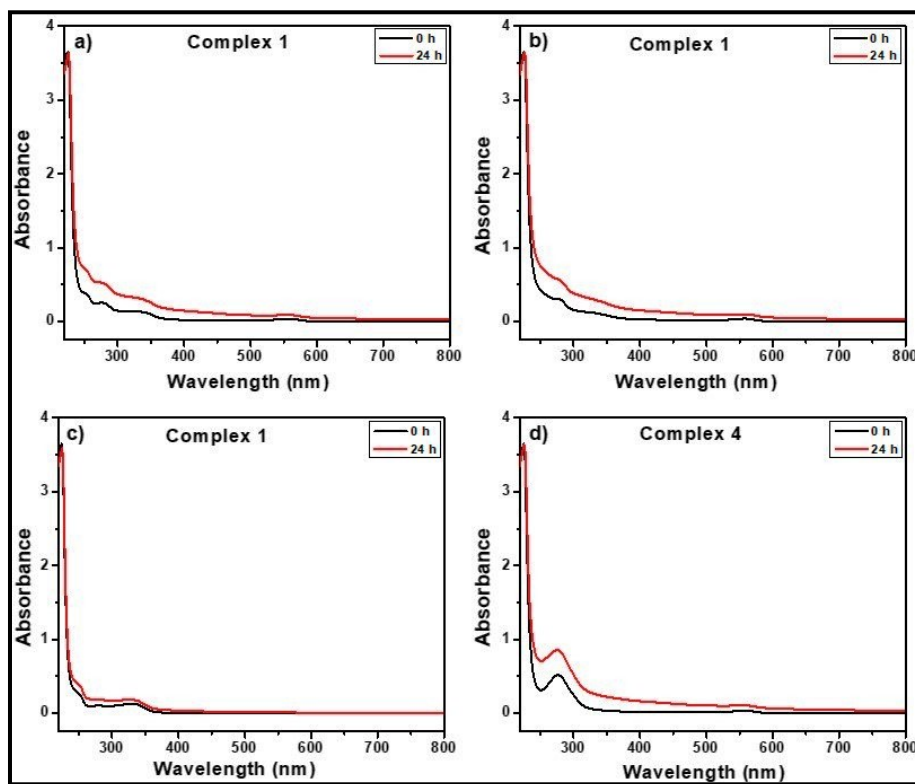 a)
Complex 1
0 h
24 h
4
3
2
1
0
Absorbance
300 400 500 600 700 800
Wavelength (nm)
b)
Complex 1
0 h
24 h
4
3
2
1
0
Absorbance
300 400 500 600 700 800
Wavelength (nm)
c)
Complex 1
0 h
24 h
4
3
2
1
0
Absorbance
300 400 500 600 700 800
Wavelength (nm)
d)
Complex 4
0 h
24 h
4
3
2
1
0
Absorbance
300 400 500 600 700 800
Wavelength (nm)